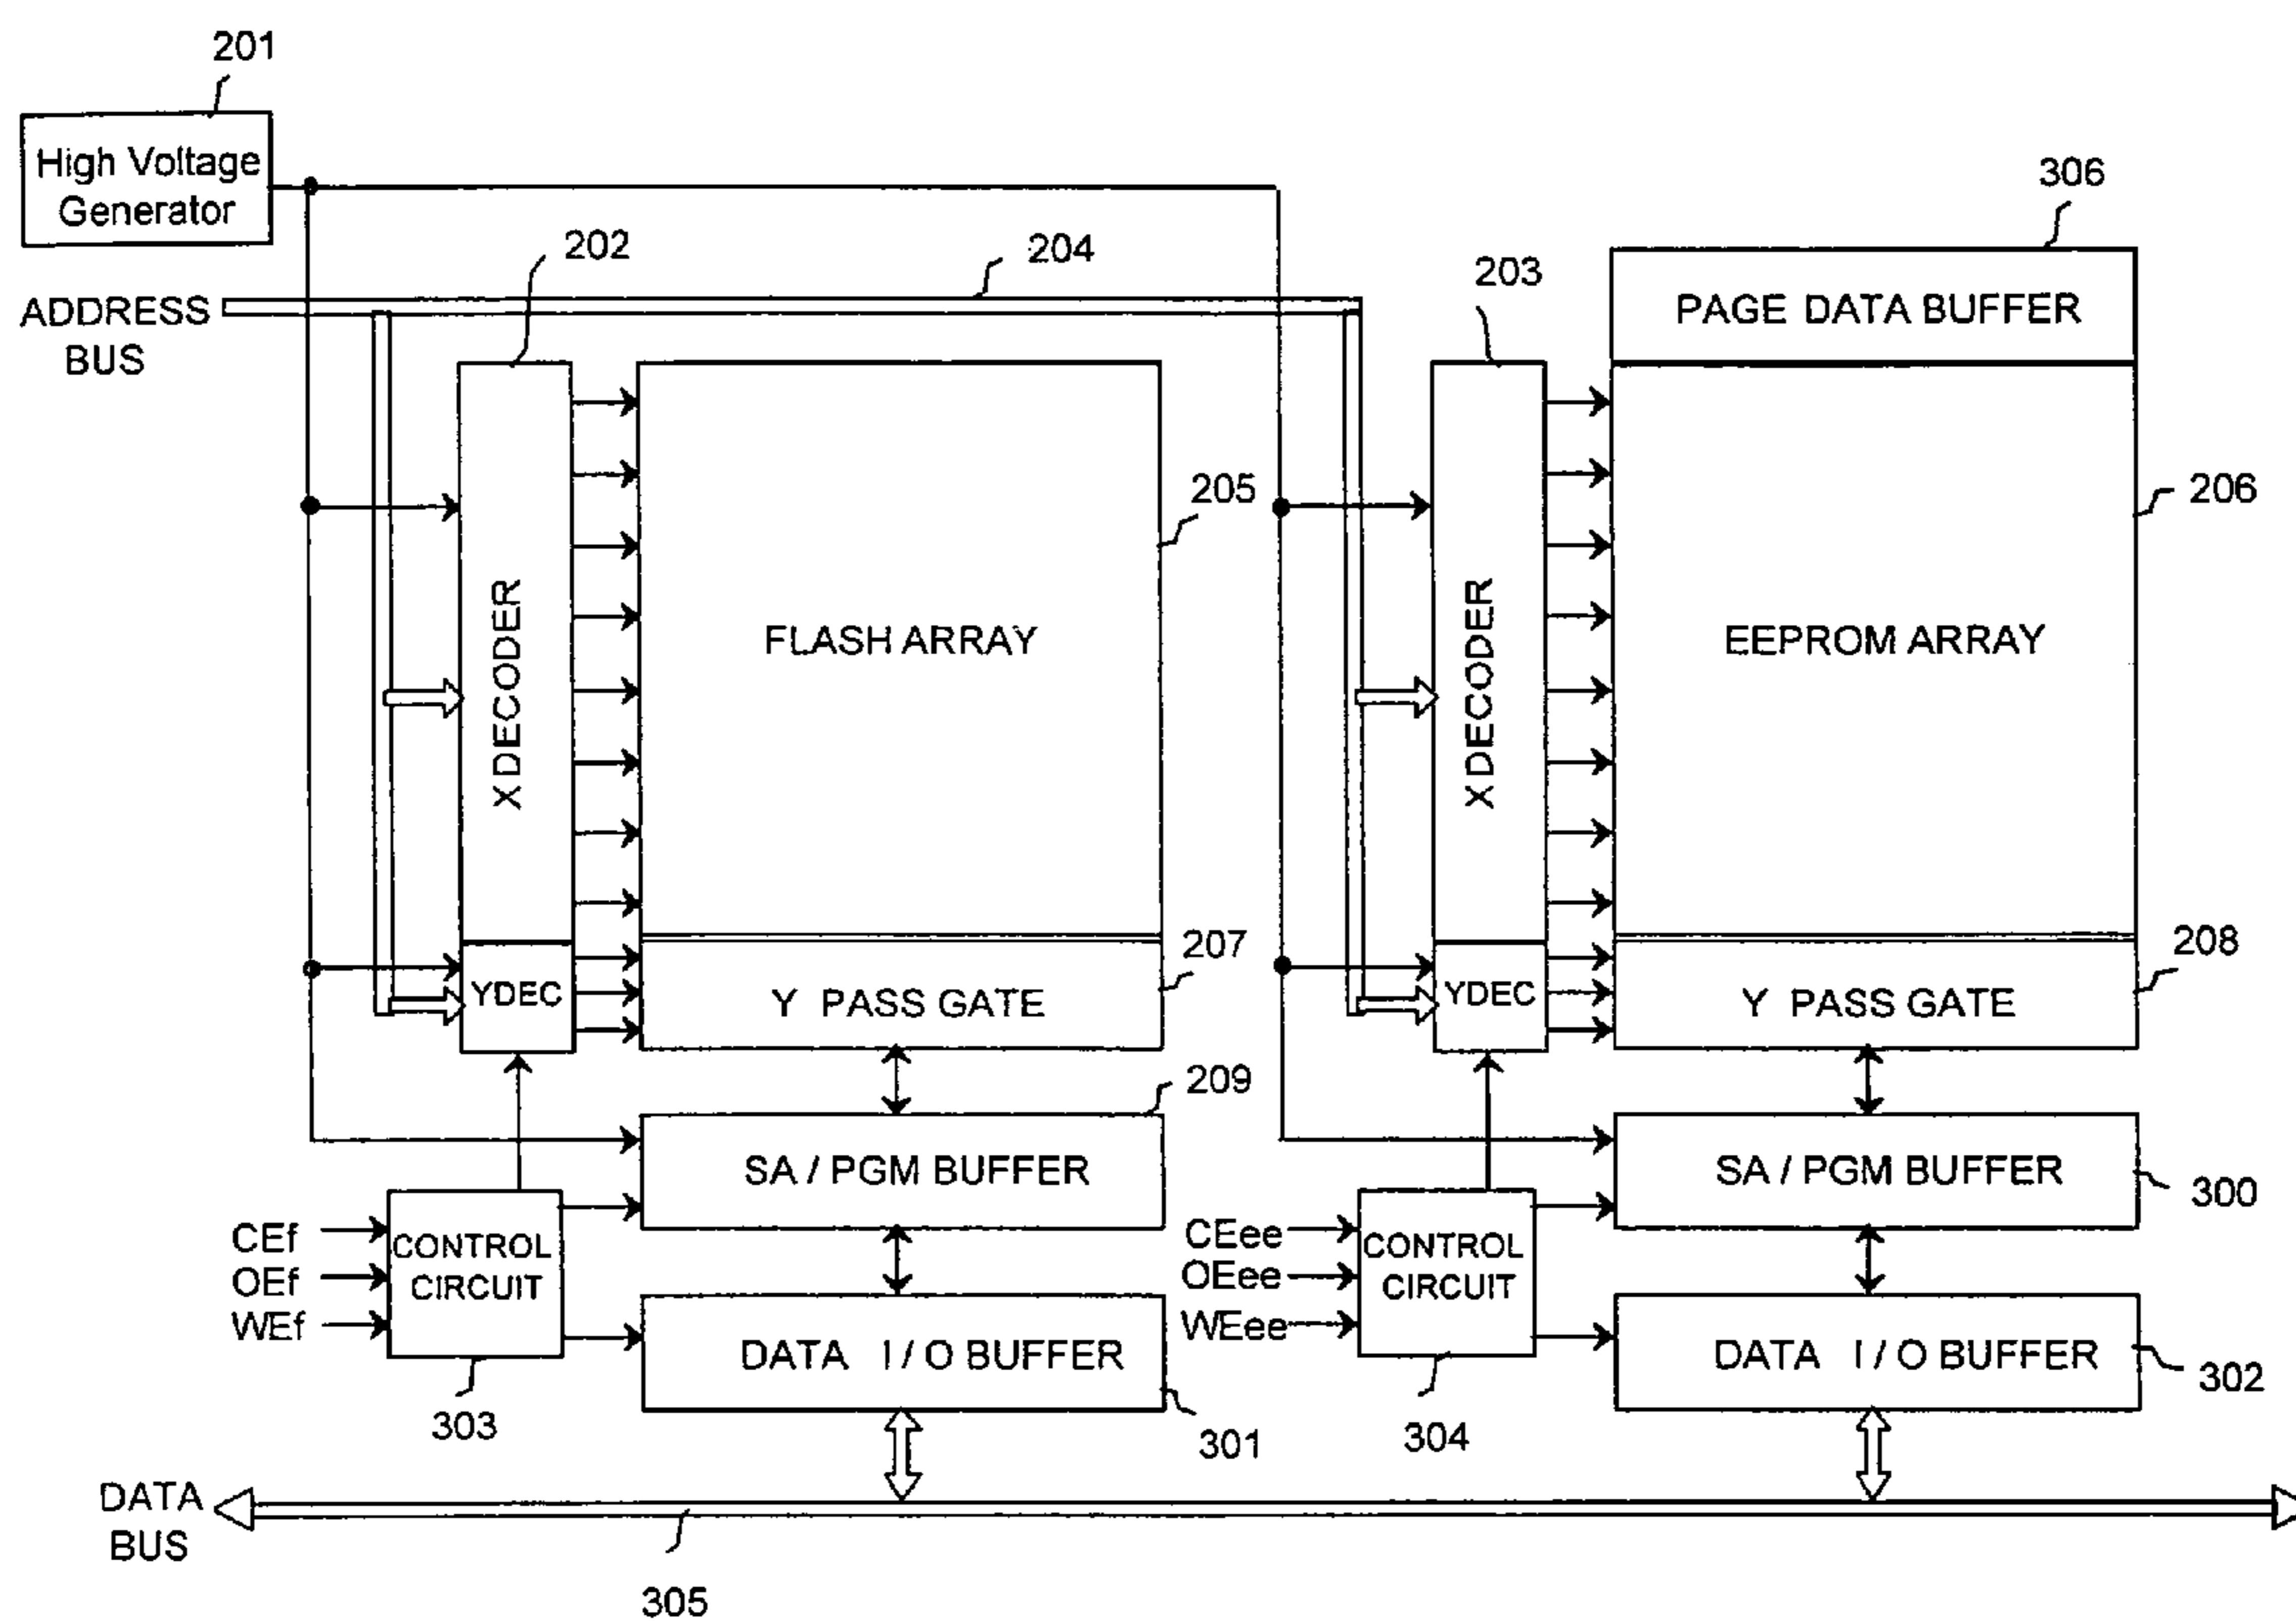 201
High Voltage
Generator
306
202
204
203
ADDRESS
BUS
PAGE DATA BUFFER
205
206
X DECODER
FLASH ARRAY
X DECODER
EEPROM ARRAY
207
208
YDEC
Y PASS GATE
YDEC
Y PASS GATE
209
SA / PGM BUFFER
SA / PGM BUFFER
300
CEf
OEf
WEf
CONTROL
CIRCUIT
CEee
OEee
WEee
CONTROL
CIRCUIT
DATA I / O BUFFER
DATA I / O BUFFER
302
303
301
304
DATA
BUS
305